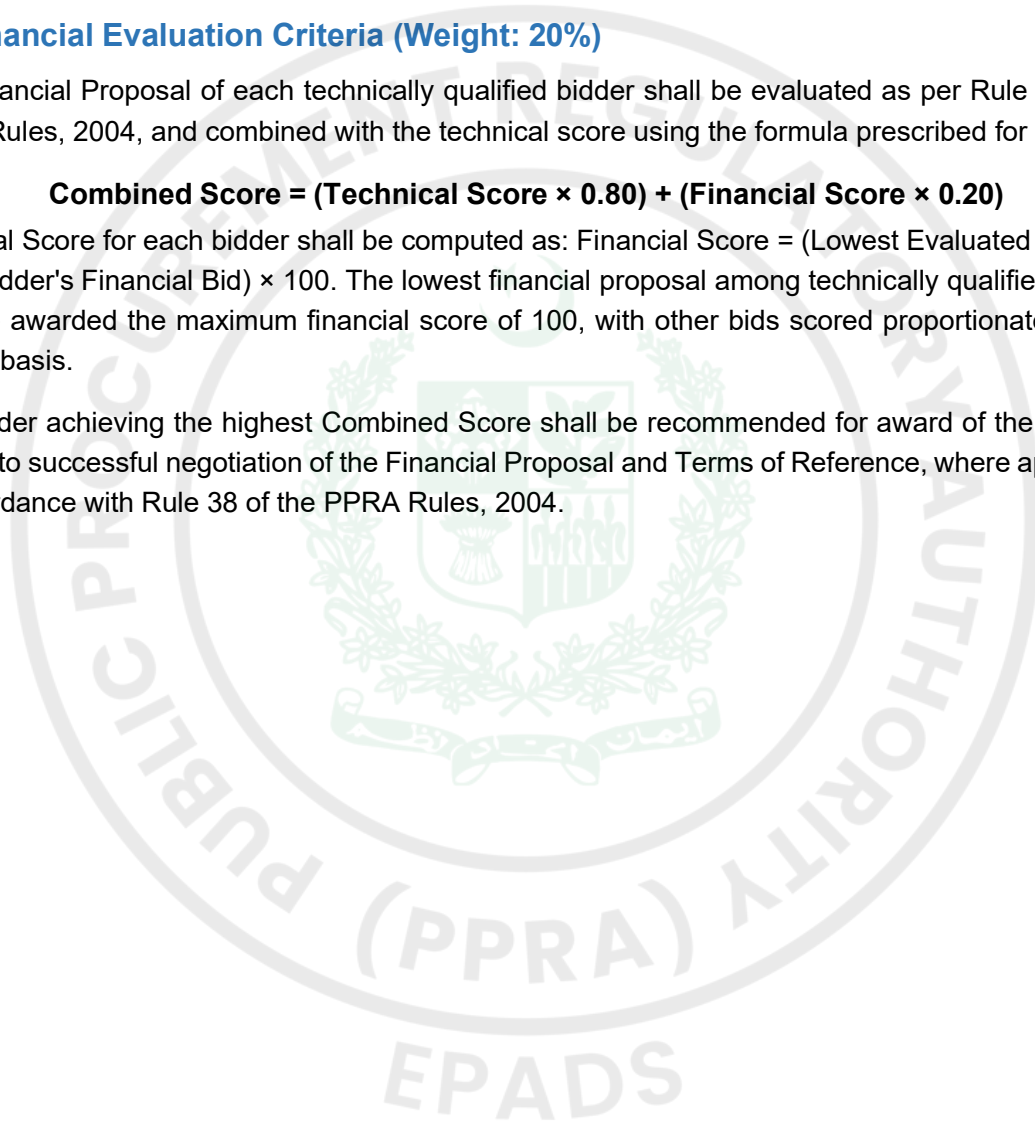 nancial Evaluation Criteria (Weight: 20%)
ancial Proposal of each technically qualified bidder shall be evaluated as per Rule
Rules, 2004, and combined with the technical score using the formula prescribed for
Combined Score = (Technical Score × 0.80) + (Financial Score × 0.20)
al Score for each bidder shall be computed as: Financial Score = (Lowest Evaluated
dder's Financial Bid) × 100. The lowest financial proposal among technically qualifie
awarded the maximum financial score of 100, with other bids scored proportionat
basis.
der achieving the highest Combined Score shall be recommended for award of the
to successful negotiation of the Financial Proposal and Terms of Reference, where a
rdance with Rule 38 of the PPRA Rules, 2004.
PUBLIC PROCUREMENT REGULATORY AUTHORITY
(PPRA)
EPADS